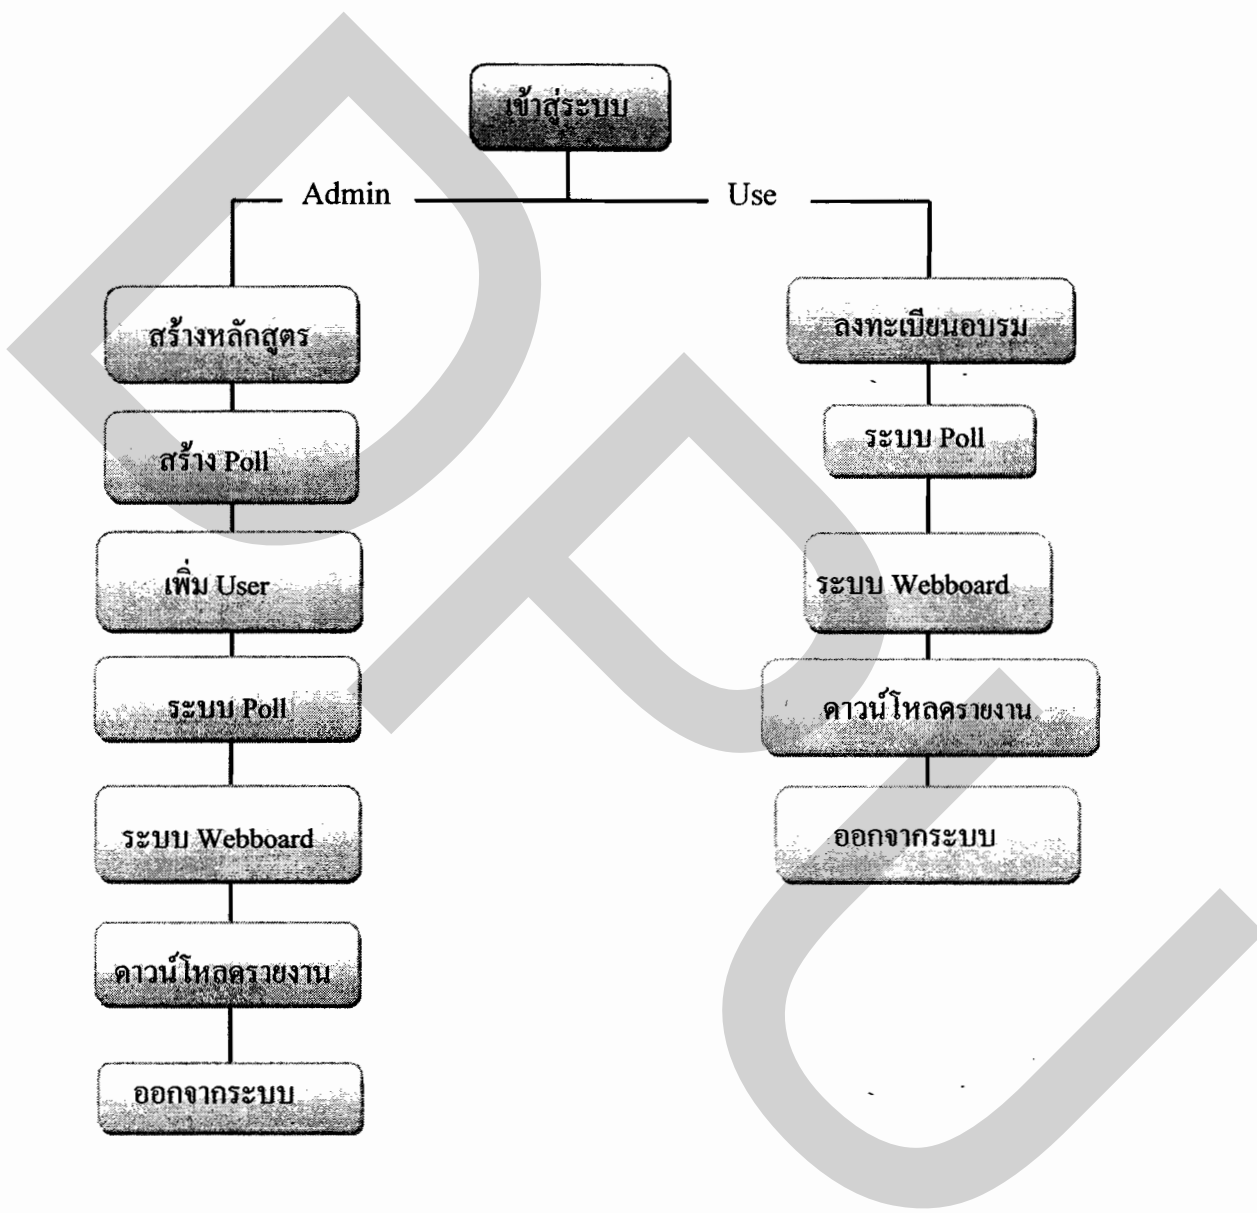 เข้าสู่ระบบ
Admin
Use
สร้างหลักสูตร
สร้าง Poll
เพิ่ม User
ระบบ Poll
ระบบ Webboard
ดาวน์โหลดรายงาน
ออกจากระบบ
ลงทะเบียนอบรม
ระบบ Poll
ระบบ Webboard
ดาวน์โหลดรายงาน
ออกจากระบบ
DPU